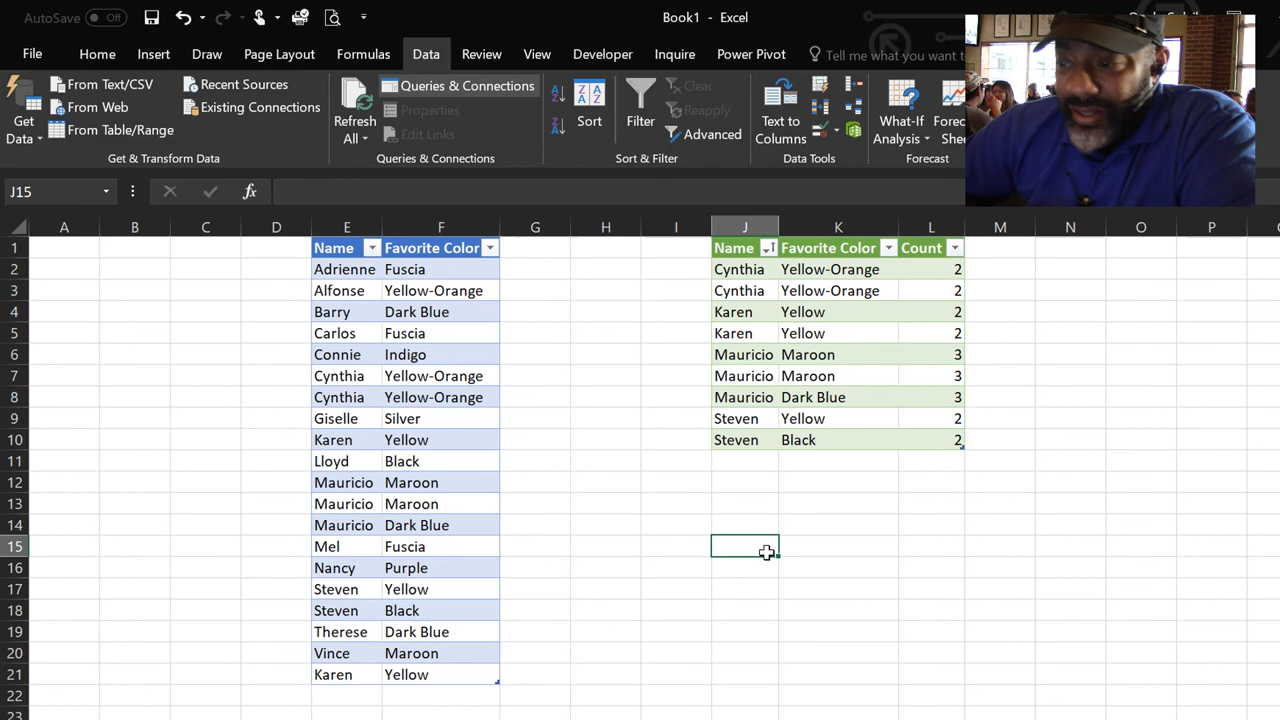 AutoSave Off Book1 - Excel
File Home Insert Draw Page Layout Formulas Data Review View Developer Inquire Power Pivot Tell me what you
Get Data
From Text/CSV
From Web
From Table/Range
Recent Sources
Existing Connections
Get & Transform Data
Refresh All
Queries & Connections
Properties
Edit Links
Queries & Connections
Sort
Filter
Clear
Reapply
Advanced
Sort & Filter
Text to Columns
Data Tools
What-If Analysis
Forec
She
Forecast
J15 fx
A B C D E F G H I J K L M N O P
1 Name Favorite Color Name Favorite Color Count
2 Adrienne Fuscia Cynthia Yellow-Orange 2
3 Alfonse Yellow-Orange Cynthia Yellow-Orange 2
4 Barry Dark Blue Karen Yellow 2
5 Carlos Fuscia Karen Yellow 2
6 Connie Indigo Mauricio Maroon 3
7 Cynthia Yellow-Orange Mauricio Maroon 3
8 Cynthia Yellow-Orange Mauricio Dark Blue 3
9 Giselle Silver Steven Yellow 2
10 Karen Yellow Steven Black 2
11 Lloyd Black
12 Mauricio Maroon
13 Mauricio Maroon
14 Mauricio Dark Blue
15 Mel Fuscia
16 Nancy Purple
17 Steven Yellow
18 Steven Black
19 Therese Dark Blue
20 Vince Maroon
21 Karen Yellow
22
23